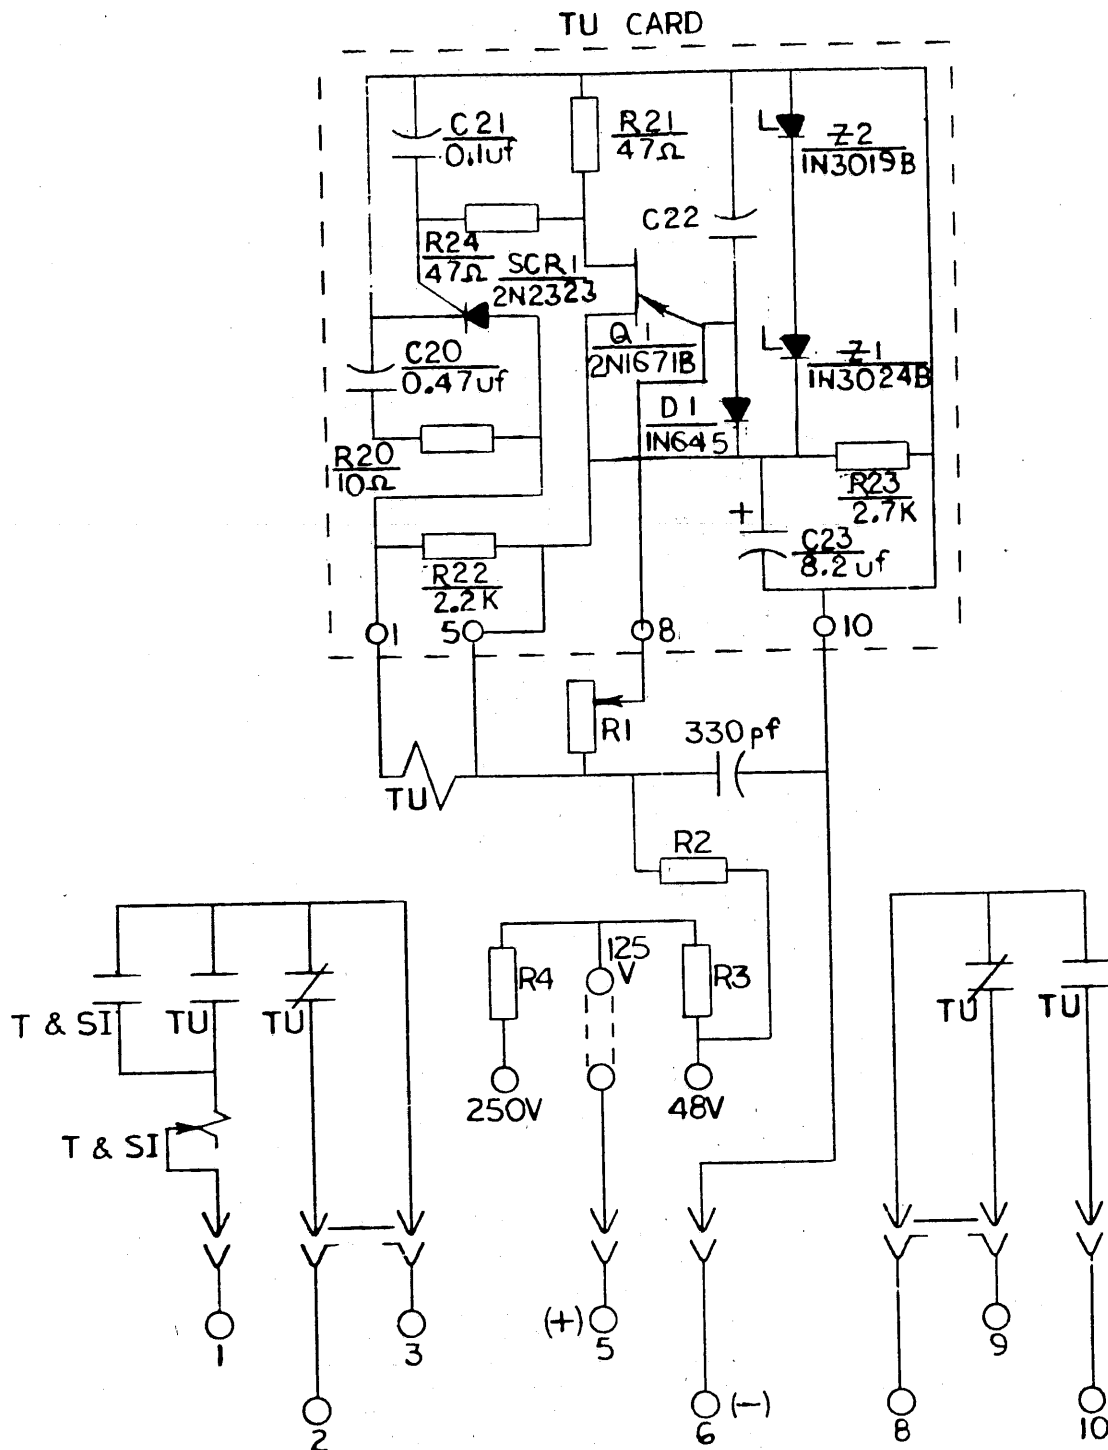 TU CARD
C21
0.1uf
R21
47Ω
Z2
1N3019B
C22
R24
47Ω
SCR1
2N2323
Q1
2N1671B
Z1
1N3024B
C20
0.47uf
D1
1N645
R20
10Ω
R23
2.7K
+
C23
8.2uf
R22
2.2K
1
5
8
10
R1
330pf
TU
R2
125
V
R4
R3
T & SI
TU
TU
TU
TU
250V
48V
T & SI
(+)
1
3
5
9
2
6
(-)
8
10